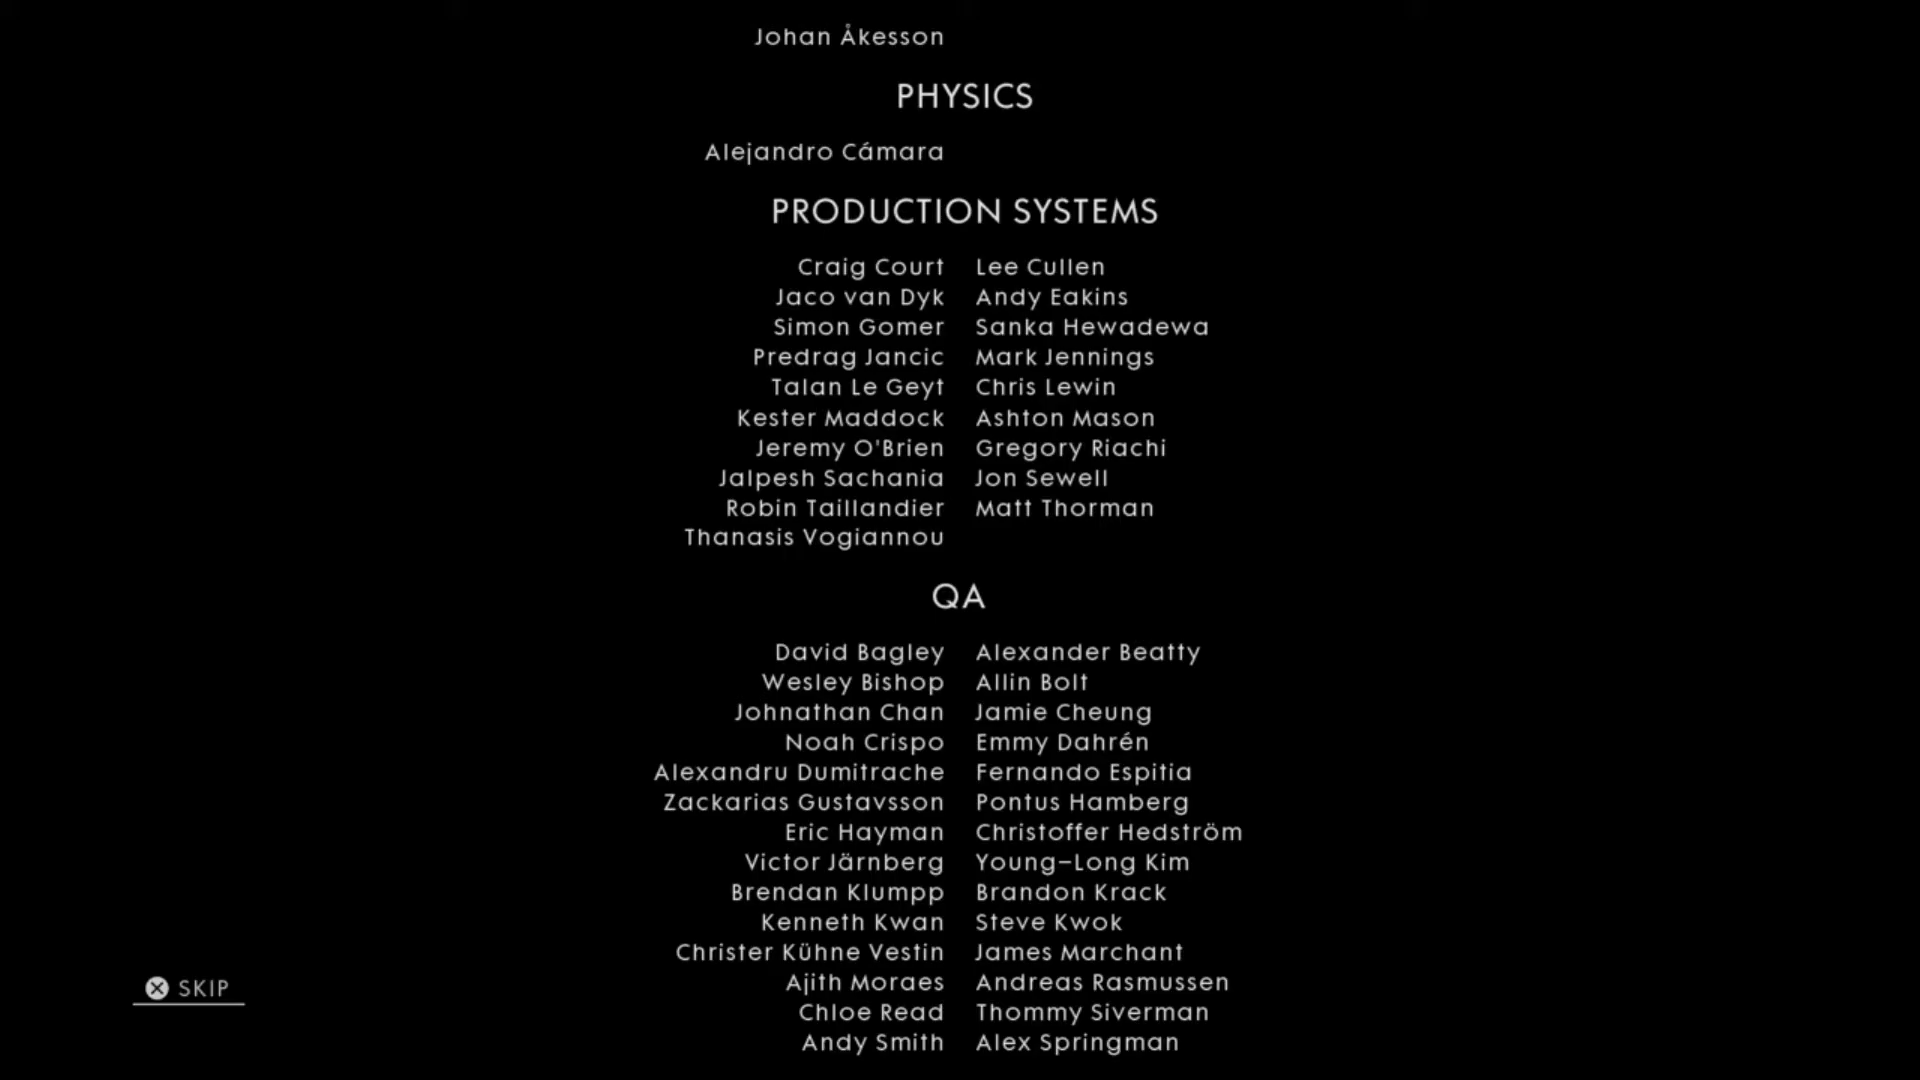 Johan Åkesson
PHYSICS
Alejandro Cámara
PRODUCTION SYSTEMS
Craig Court Lee Cullen
Jaco van Dyk Andy Eakins
Simon Gomer Sanka Hewadewa
Predrag Jancic Mark Jennings
Talan Le Geyt Chris Lewin
Kester Maddock Ashton Mason
Jeremy O'Brien Gregory Riachi
Jalpesh Sachania Jon Sewell
Robin Taillandier Matt Thorman
Thanasis Vogiannou
QA
David Bagley Alexander Beatty
Wesley Bishop Allin Bolt
Johnathan Chan Jamie Cheung
Noah Crispo Emmy Dahrén
Alexandru Dumitrache Fernando Espitia
Zackarias Gustavsson Pontus Hamberg
Eric Hayman Christoffer Hedström
Victor Järnberg Young-Long Kim
Brendan Klumpp Brandon Krack
Kenneth Kwan Steve Kwok
Christer Kühne Vestin James Marchant
Ajith Moraes Andreas Rasmussen
Chloe Read Thommy Siverman
Andy Smith Alex Springman
SKIP